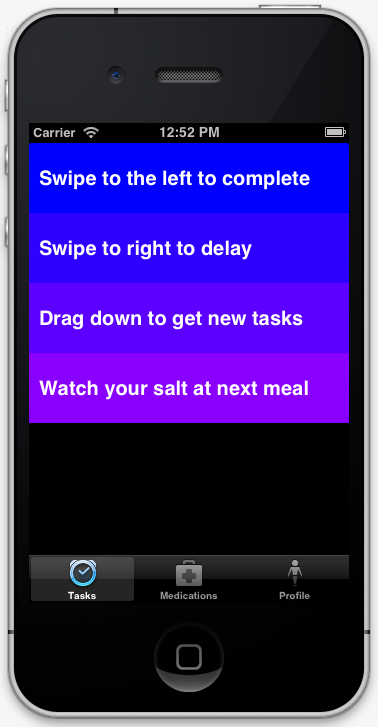 Carrier 12:52 PM
Swipe to the left to complete
Swipe to right to delay
Drag down to get new tasks
Watch your salt at next meal
Tasks Medications Profile